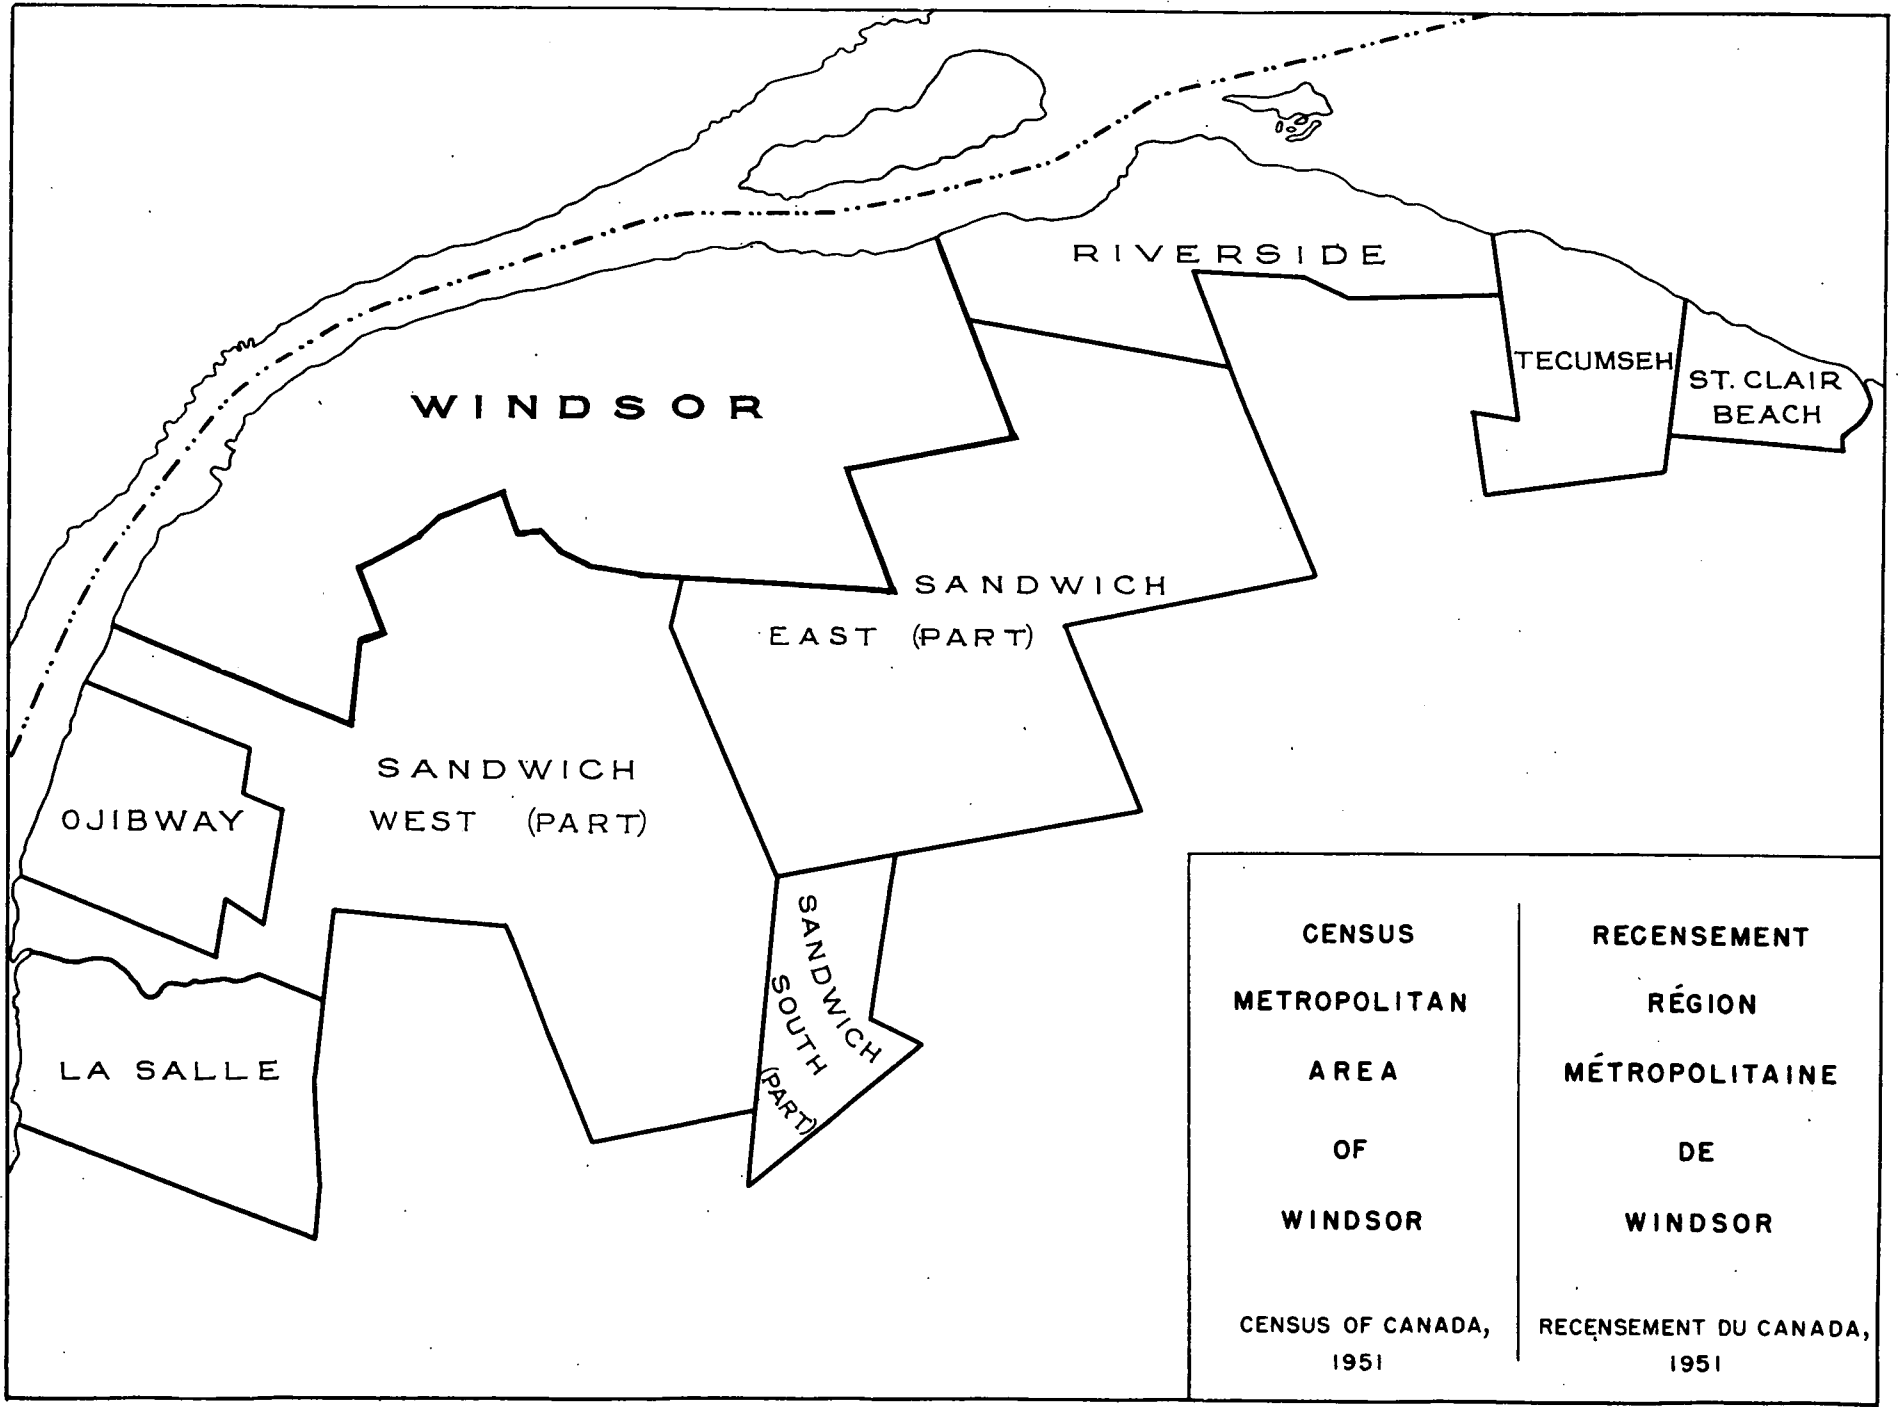 RIVERSIDE
TECUMSEH
ST. CLAIR
BEACH
WINDSOR
SANDWICH
EAST (PART)
SANDWICH
WEST (PART)
OJIBWAY
SANDWICH
SOUTH
(PART)
LA SALLE
CENSUS
METROPOLITAN
AREA
OF
WINDSOR
CENSUS OF CANADA,
1951
RECENSEMENT
RÉGION
MÉTROPOLITAINE
DE
WINDSOR
RECENSEMENT DU CANADA,
1951